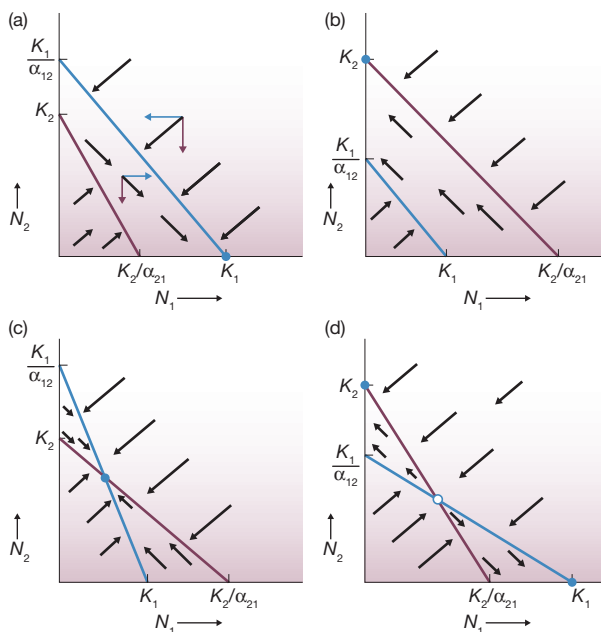 (a)
K₁
α₁₂
K₂
N₂
K₂/α₂₁
K₁
N₁
(b)
K₂
K₁
α₁₂
N₂
K₁
K₂/α₂₁
N₁
(c)
K₁
α₁₂
K₂
N₂
K₁
K₂/α₂₁
N₁
(d)
K₂
K₁
α₁₂
N₂
K₂/α₂₁
K₁
N₁